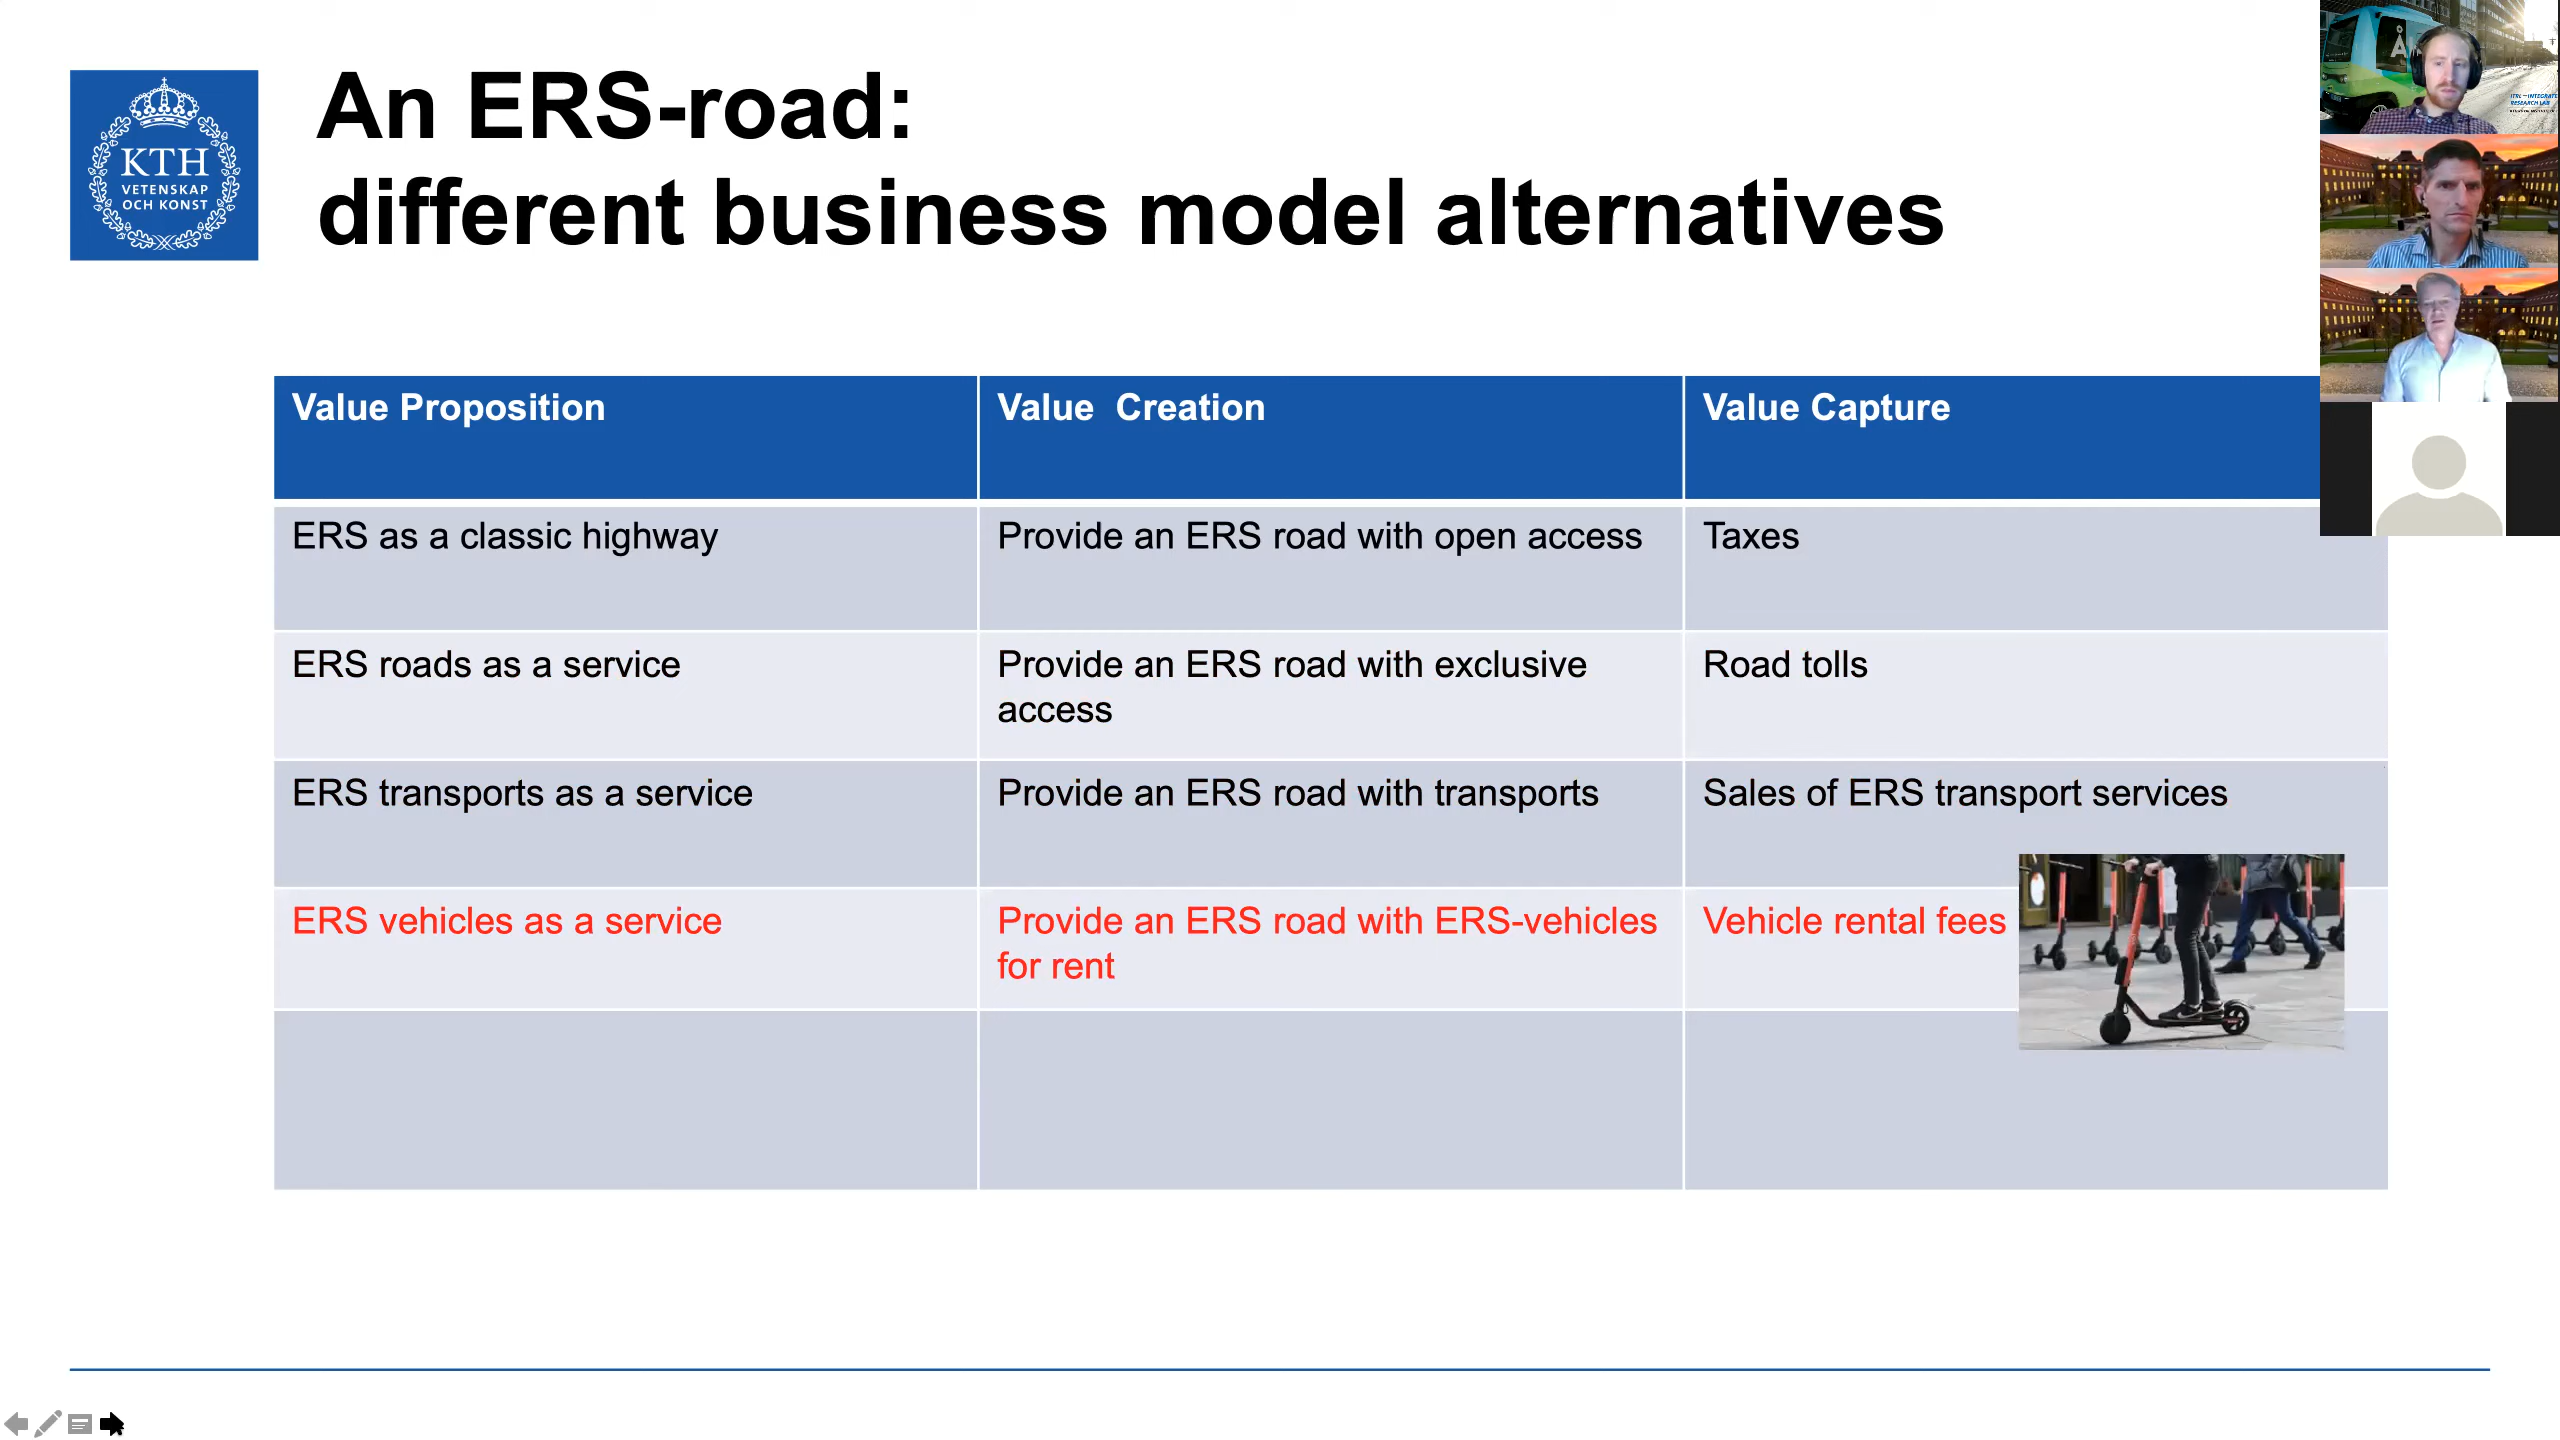 KTH
VETENSKAP
OCH KONST
An ERS-road:
different business model alternatives
Value Proposition
Value  Creation
Value Capture
ERS as a classic highway
Provide an ERS road with open access
Taxes
ERS roads as a service
Provide an ERS road with exclusive
access
Road tolls
ERS transports as a service
Provide an ERS road with transports
Sales of ERS transport services
ERS vehicles as a service
Provide an ERS road with ERS-vehicles
for rent
Vehicle rental fees
RESEARCH LAB